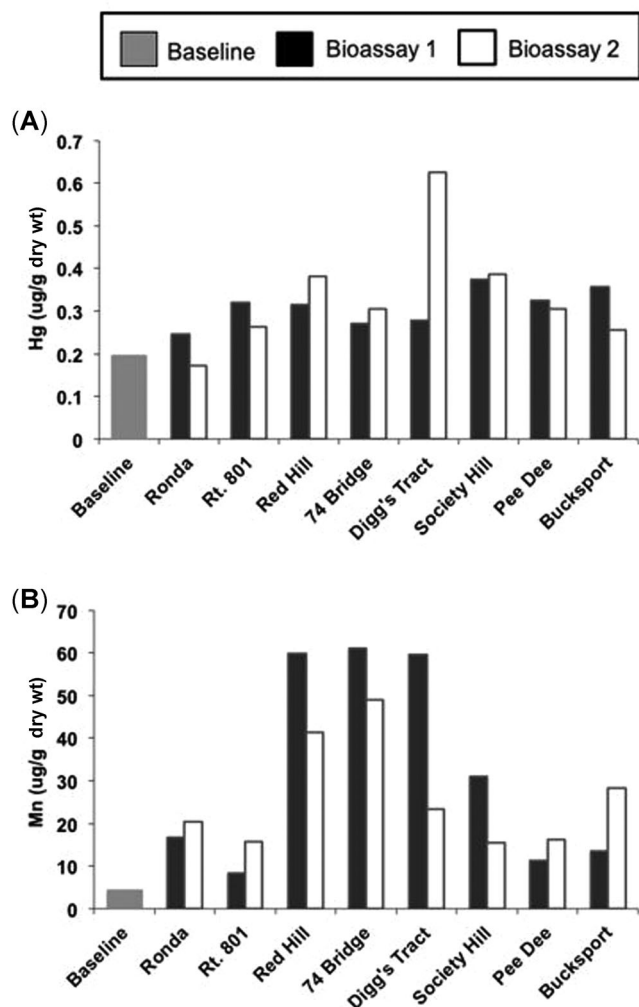 Baseline Bioassay 1 Bioassay 2
(A)
Hg (ug/g dry wt)
0.7
0.6
0.5
0.4
0.3
0.2
0.1
0
Baseline
Ronda
Rt. 801
Red Hill
74 Bridge
Digg's Tract
Society Hill
Pee Dee
Bucksport
(B)
Mn (ug/g dry wt)
70
60
50
40
30
20
10
0
Baseline
Ronda
Rt. 801
Red Hill
74 Bridge
Digg's Tract
Society Hill
Pee Dee
Bucksport